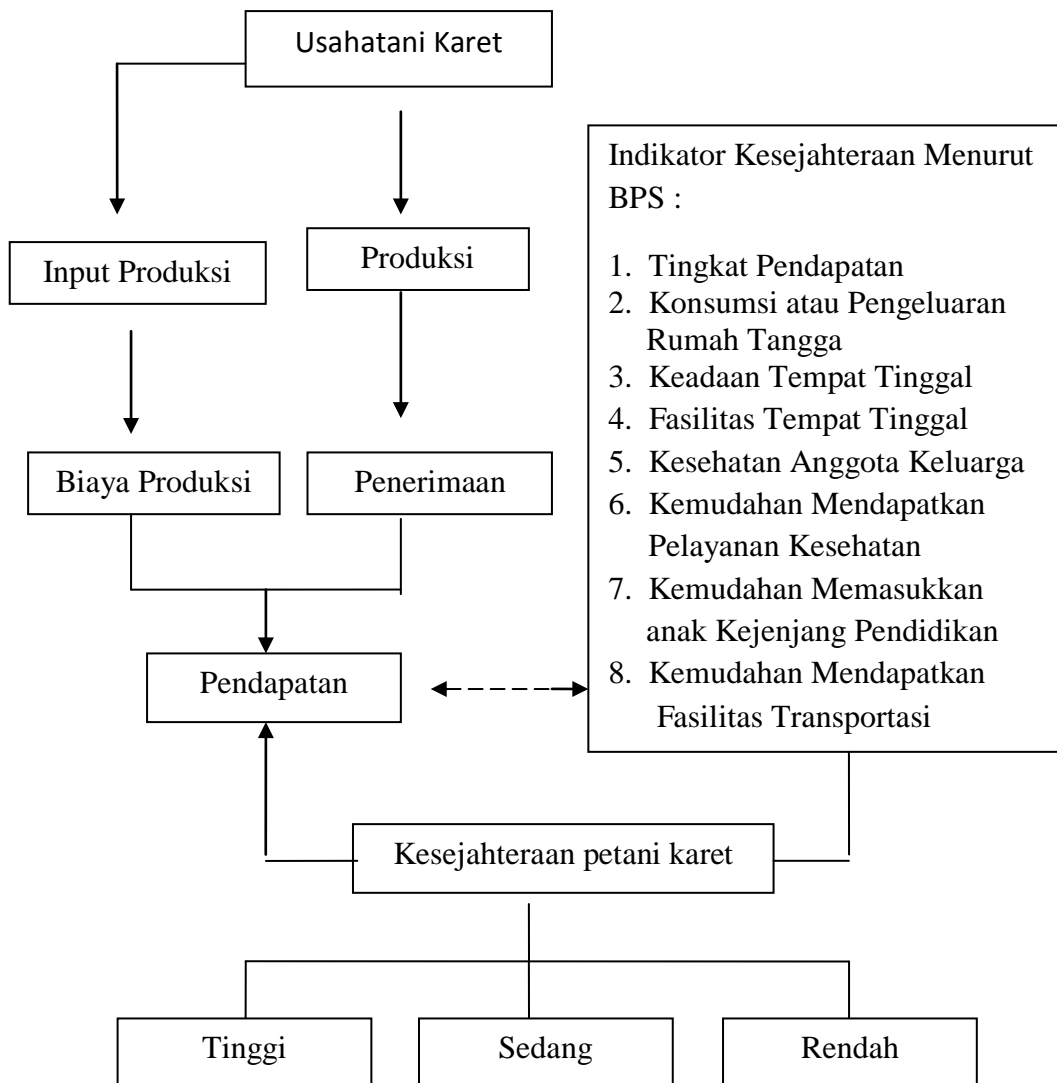 Usahatani Karet
Indikator Kesejahteraan Menurut
BPS :
1. Tingkat Pendapatan
2. Konsumsi atau Pengeluaran
Rumah Tangga
3. Keadaan Tempat Tinggal
4. Fasilitas Tempat Tinggal
5. Kesehatan Anggota Keluarga
6. Kemudahan Mendapatkan
Pelayanan Kesehatan
7. Kemudahan Memasukkan
anak Kejenjang Pendidikan
8. Kemudahan Mendapatkan
Fasilitas Transportasi
Input Produksi
Produksi
Biaya Produksi
Penerimaan
Pendapatan
Kesejahteraan petani karet
Tinggi
Sedang
Rendah